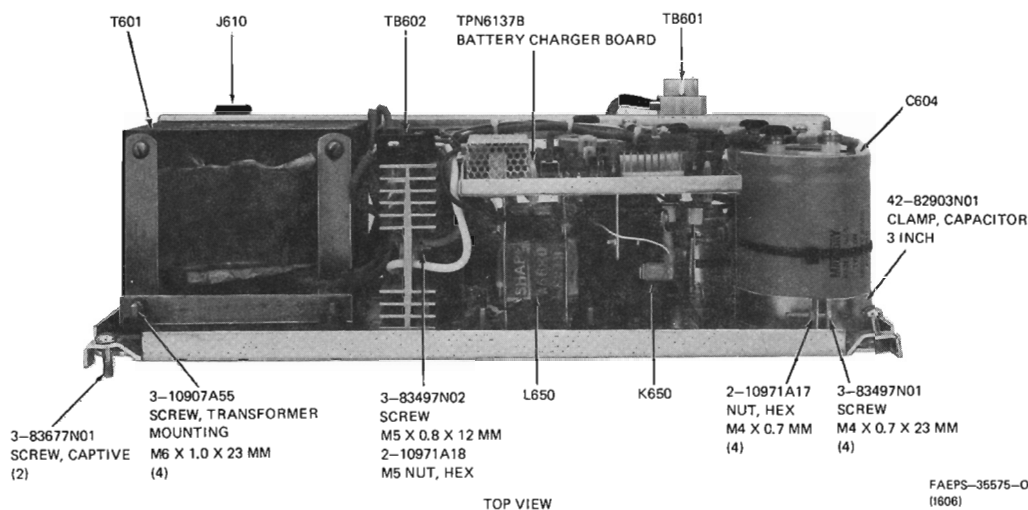 T601
J610
TB602
TPN6137B
BATTERY CHARGER BOARD
TB601
C604
42-82903N01
CLAMP, CAPACITOR
3 INCH
3-83677N01
SCREW, CAPTIVE
(2)
3-10907A55
SCREW, TRANSFORMER
MOUNTING
M6 X 1.0 X 23 MM
(4)
3-83497N02
SCREW
M5 X 0.8 X 12 MM
2-10971A18
M5 NUT, HEX
L650
K650
2-10971A17
NUT, HEX
M4 X 0.7 MM
(4)
3-83497N01
SCREW
M4 X 0.7 X 23 MM
(4)
TOP VIEW
FAEPS-35575-O
(1606)